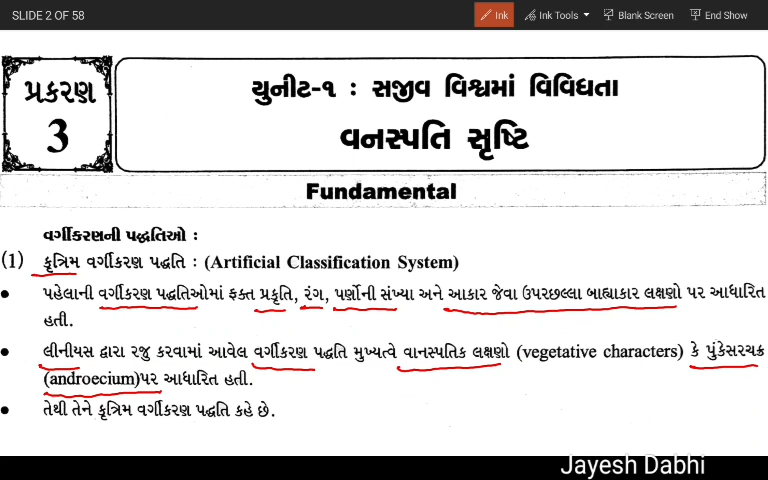 SLIDE 2 OF 58
Ink Ink Tools Blank Screen End Show
પ્રકરણ
3
યુનીટ-૧ : સજીવ વિશ્વમાં વિવિધતા
વનસ્પતિ સૃષ્ટિ
Fundamental
વર્ગીકરણની પદ્ધતિઓ :
(1) કૃત્રિમ વર્ગીકરણ પદ્ધતિ : (Artificial Classification System)
● પહેલાની વર્ગીકરણ પદ્ધતિઓમાં ફક્ત પ્રકૃતિ, રંગ, પર્ણોની સંખ્યા અને આકાર જેવા ઉપરછલ્લા બાહ્યાકાર લક્ષણો પર આધારિત
હતી.
● લીનીયસ દ્વારા રજુ કરવામાં આવેલ વર્ગીકરણ પદ્ધતિ મુખ્યત્વે વાનસ્પતિક લક્ષણો (vegetative characters) કે પુંકેસરચક્ર
(androecium)પર આધારિત હતી.
● તેથી તેને કૃત્રિમ વર્ગીકરણ પદ્ધતિ કહે છે.
Jayesh Dabhi